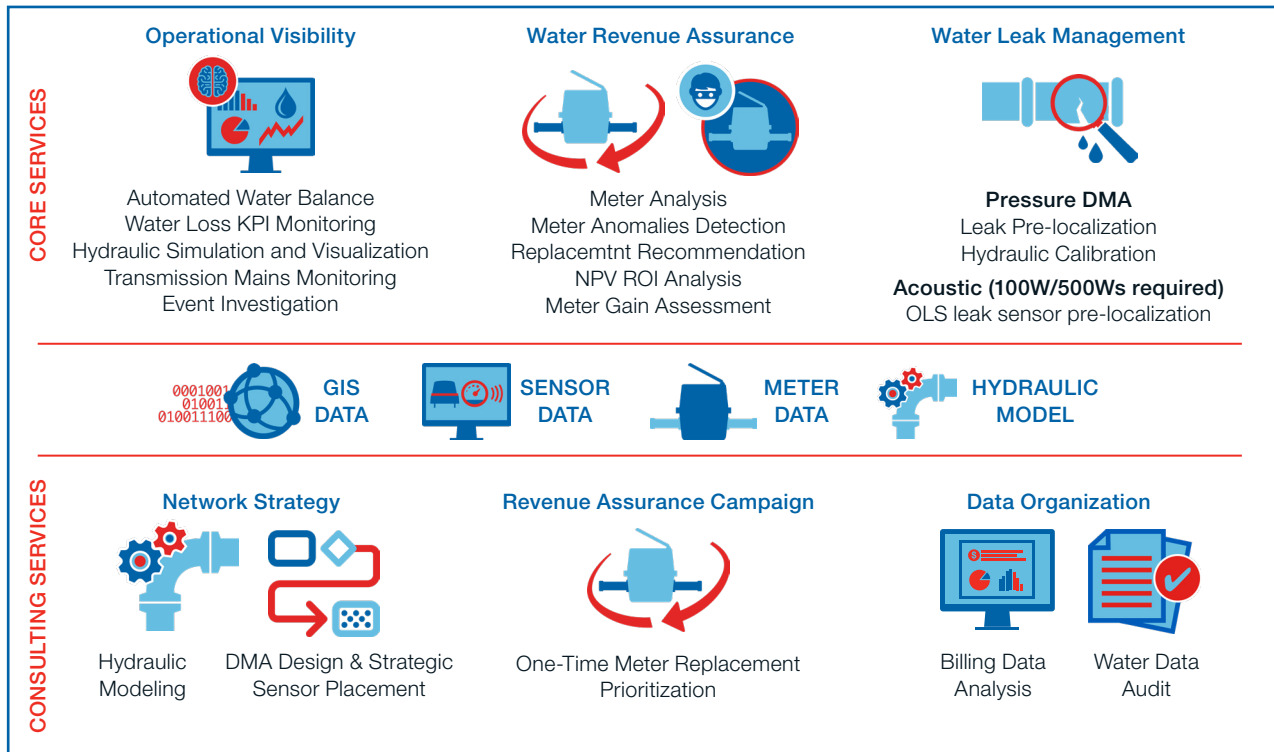 CORE SERVICES
Operational Visibility
Automated Water Balance
Water Loss KPI Monitoring
Hydraulic Simulation and Visualization
Transmission Mains Monitoring
Event Investigation
Water Revenue Assurance
Meter Analysis
Meter Anomalies Detection
Replacemtnt Recommendation
NPV ROI Analysis
Meter Gain Assessment
Water Leak Management
Pressure DMA
Leak Pre-localization
Hydraulic Calibration
Acoustic (100W/500Ws required)
OLS leak sensor pre-localization
0001001
010011
010011100
GIS
DATA
SENSOR
DATA
METER
DATA
HYDRAULIC
MODEL
CONSULTING SERVICES
Network Strategy
Hydraulic
Modeling
DMA Design & Strategic
Sensor Placement
Revenue Assurance Campaign
One-Time Meter Replacement
Prioritization
Data Organization
$
Billing Data
Analysis
Water Data
Audit